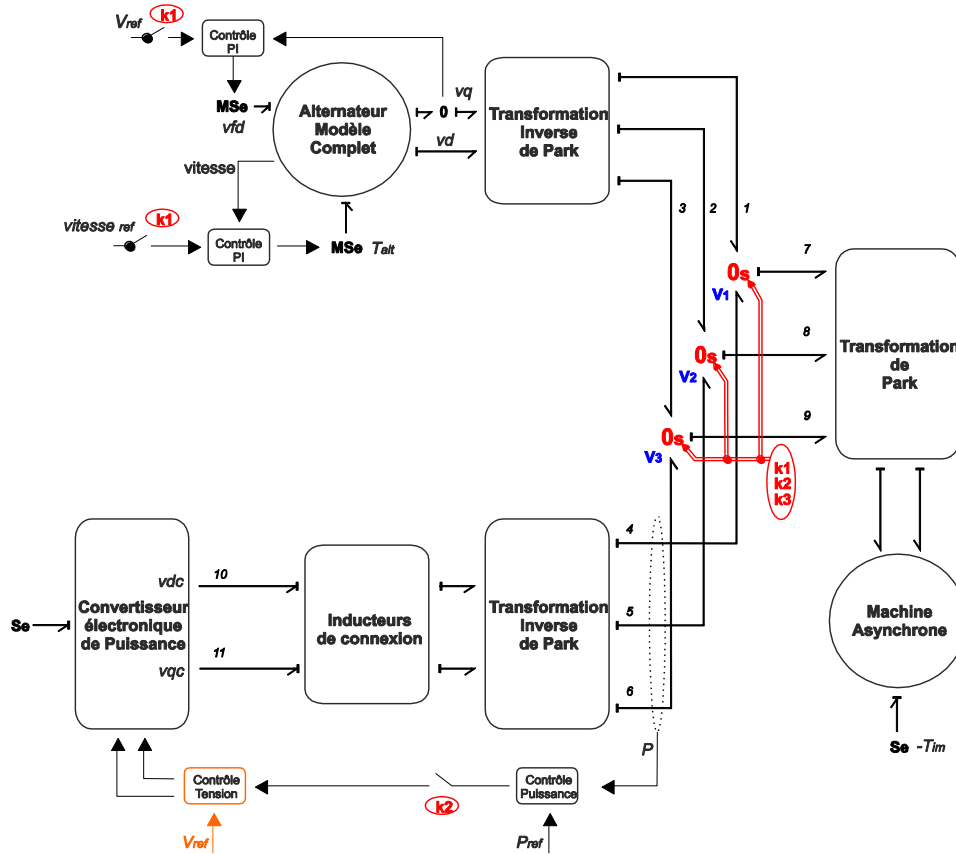 Vref
k1
Contrôle
PI
MSe
vfd
vitesse
vitesse ref
k1
Contrôle
PI
MSe Talt
Alternateur
Modèle
Complet
0
vq
vd
Transformation
Inverse
de Park
3
2
1
0s
V1
0s
V2
0s
V3
7
8
9
Transformation
de
Park
k1
k2
k3
Machine
Asynchrone
Se -Tim
Se
Convertisseur
électronique
de Puissance
vdc
vqc
10
11
Inducteurs
de connexion
Transformation
Inverse
de Park
4
5
6
P
Contrôle
Tension
Vref
k2
Contrôle
Puissance
Pref